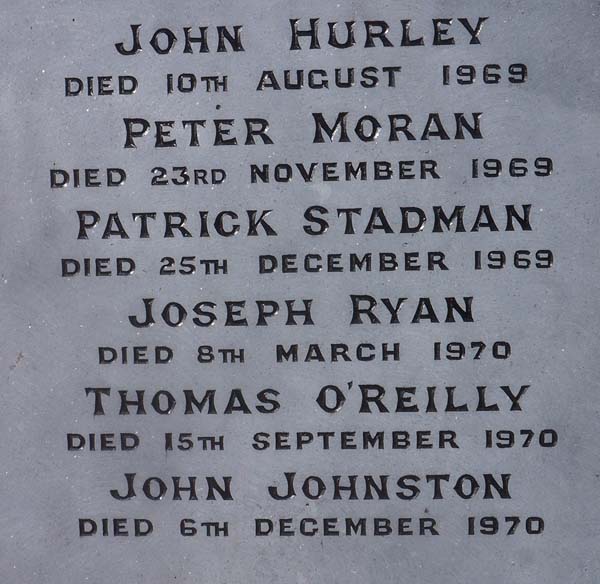 JOHN HURLEY
DIED 10TH AUGUST 1969
PETER MORAN
DIED 23RD NOVEMBER 1969
PATRICK STADMAN
DIED 25TH DECEMBER 1969
JOSEPH RYAN
DIED 8TH MARCH 1970
THOMAS O'REILLY
DIED 15TH SEPTEMBER 1970
JOHN JOHNSTON
DIED 6TH DECEMBER 1970